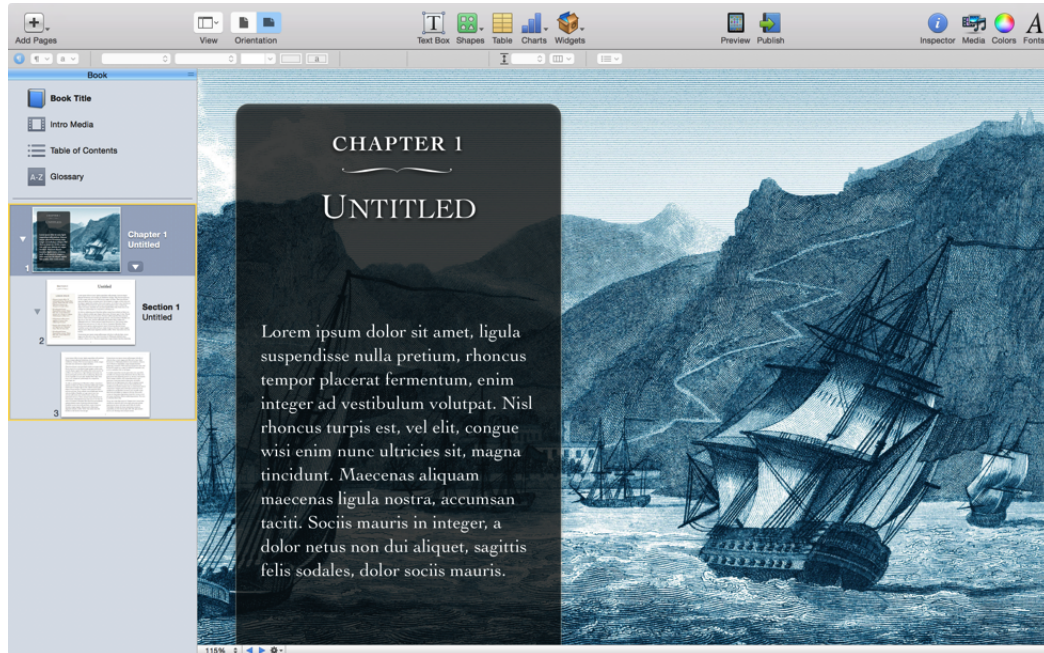 Add Pages
View
Orientation
Text Box
Shapes
Table
Charts
Widgets
Preview
Publish
Inspector
Media
Colors
Fonts
¶
a
a
T
Book
Book Title
Intro Media
Table of Contents
A-Z
Glossary
Chapter 1
Untitled
1
Section 1
Untitled
2
3
CHAPTER 1
UNTITLED
Lorem ipsum dolor sit amet, ligula
suspendisse nulla pretium, rhoncus
tempor placerat fermentum, enim
integer ad vestibulum volutpat. Nisl
rhoncus turpis est, vel elit, congue
wisi enim nunc ultricies sit, magna
tincidunt. Maecenas aliquam
maecenas ligula nostra, accumsan
taciti. Sociis mauris in integer, a
dolor netus non dui aliquet, sagittis
felis sodales, dolor sociis mauris.
115%